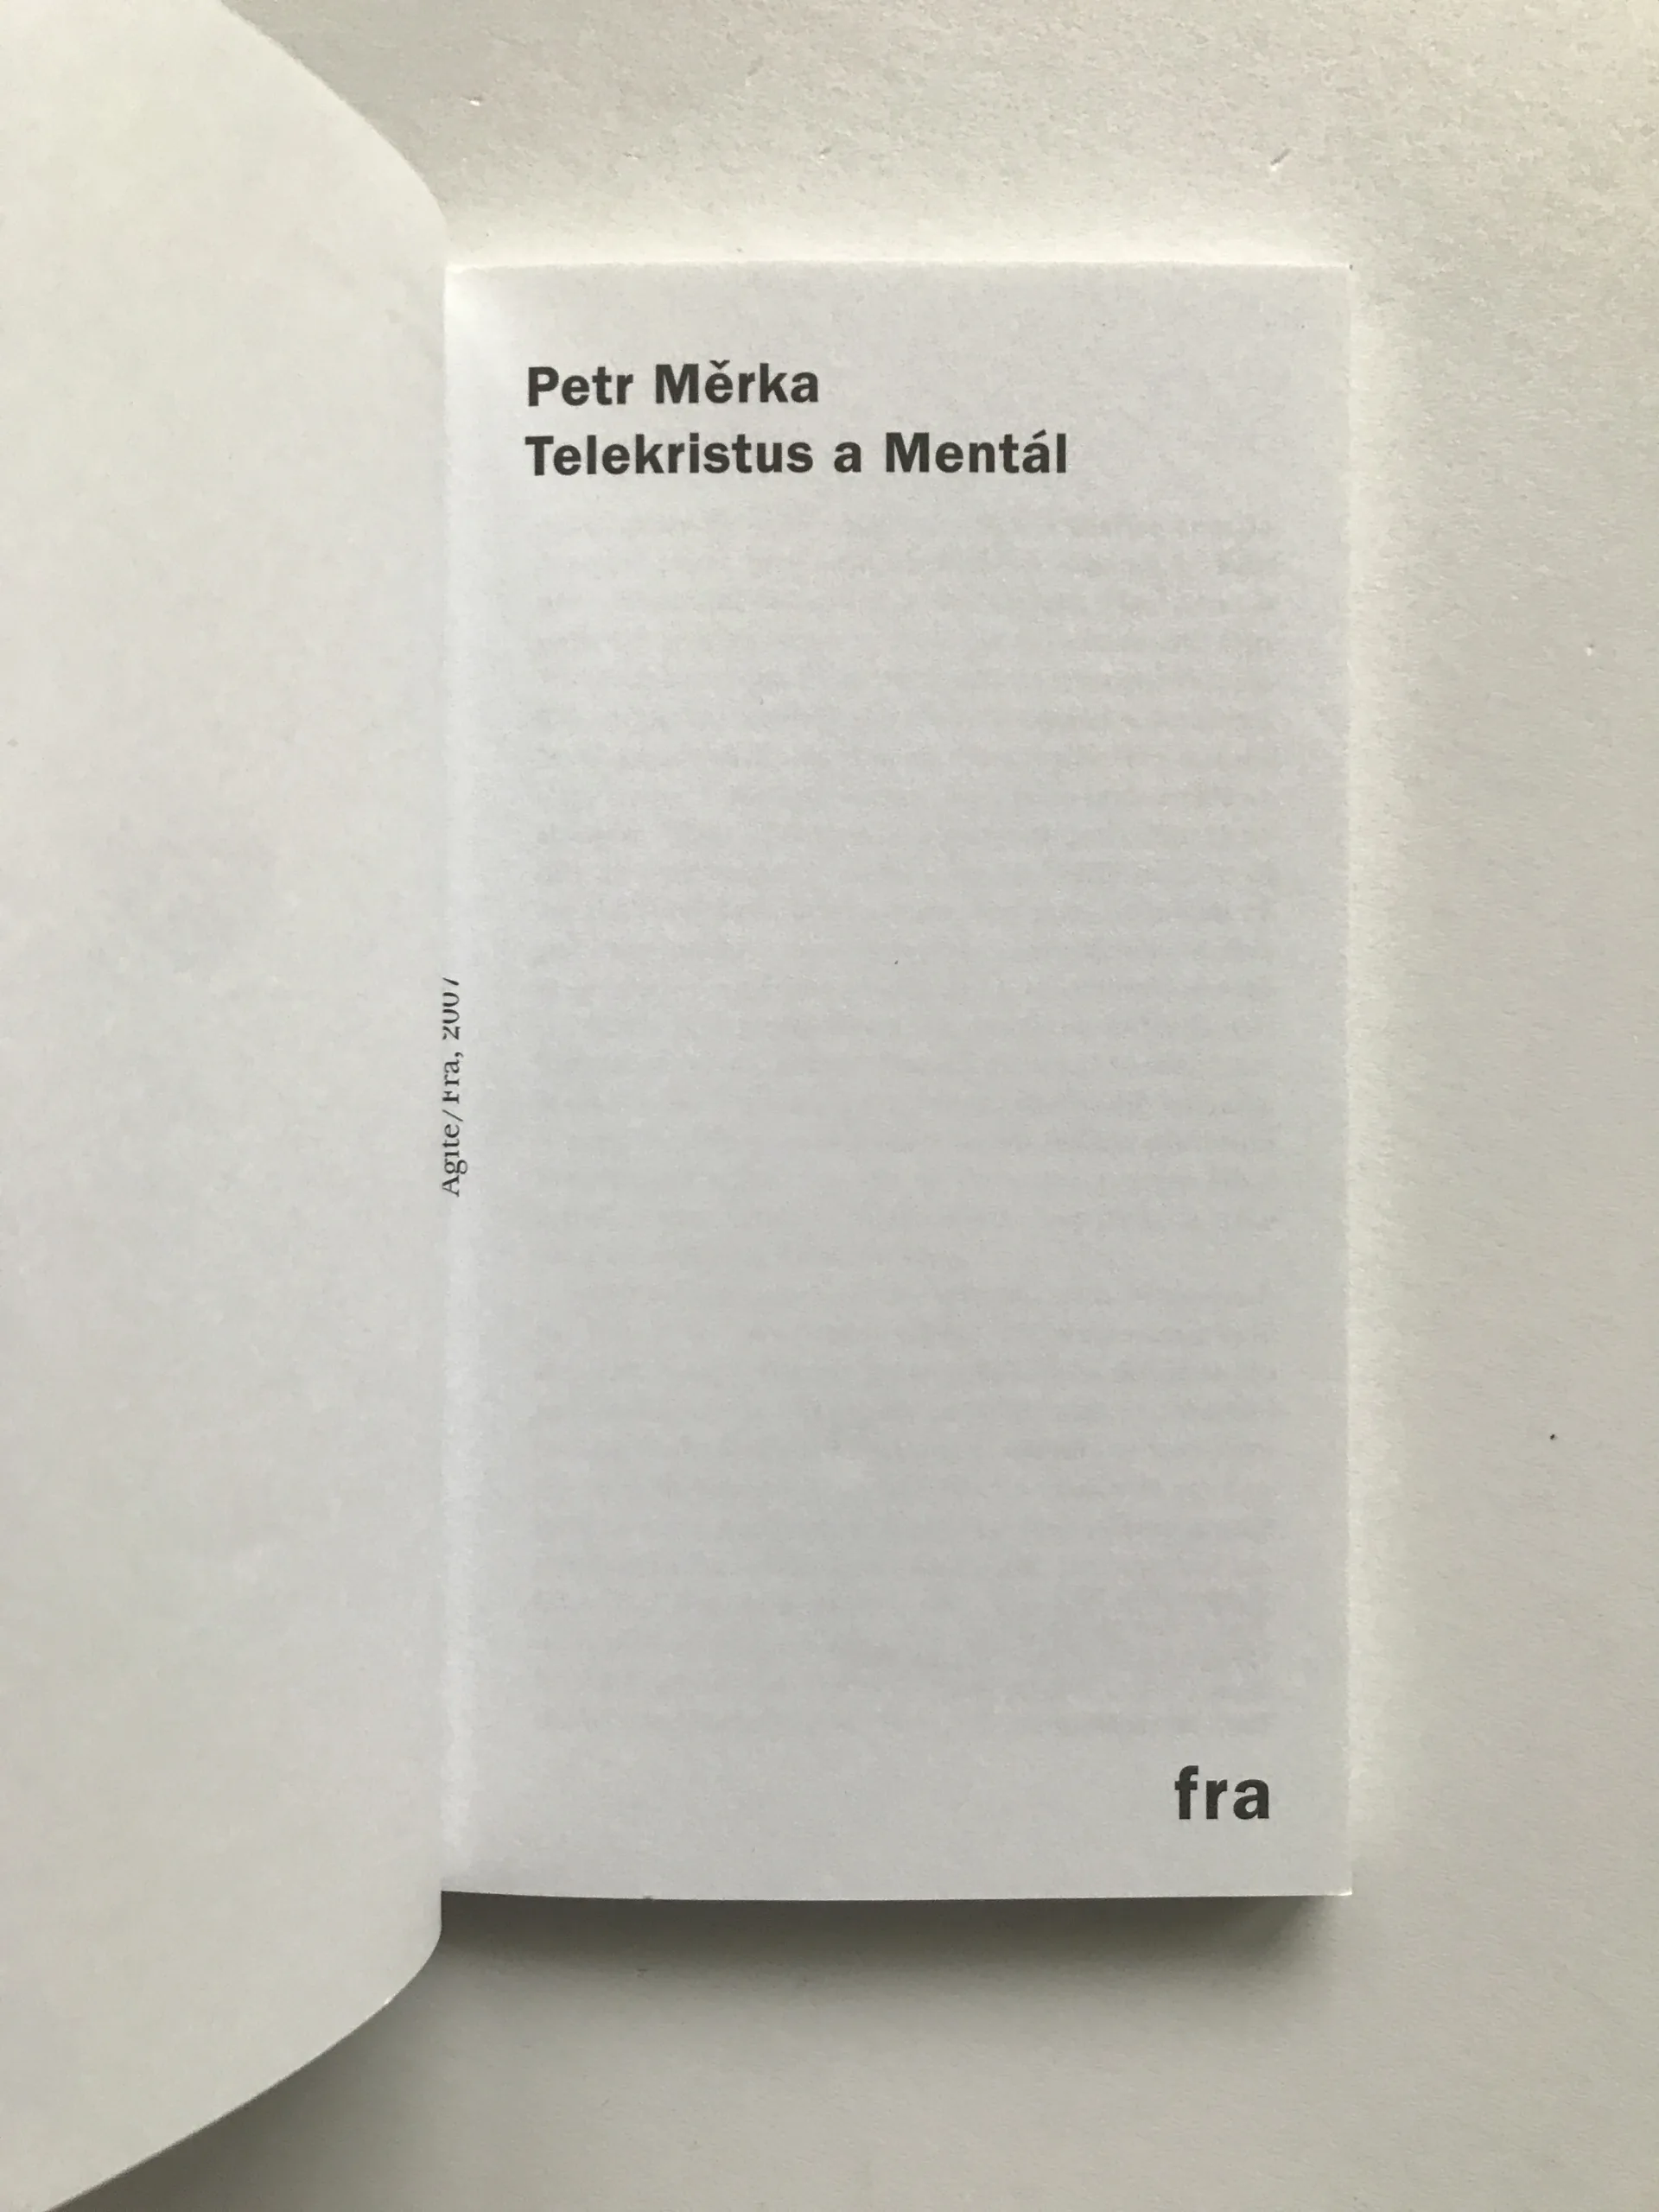 Petr Měrka
Telekristus a Mentál
Agite/Fra, 2007
fra